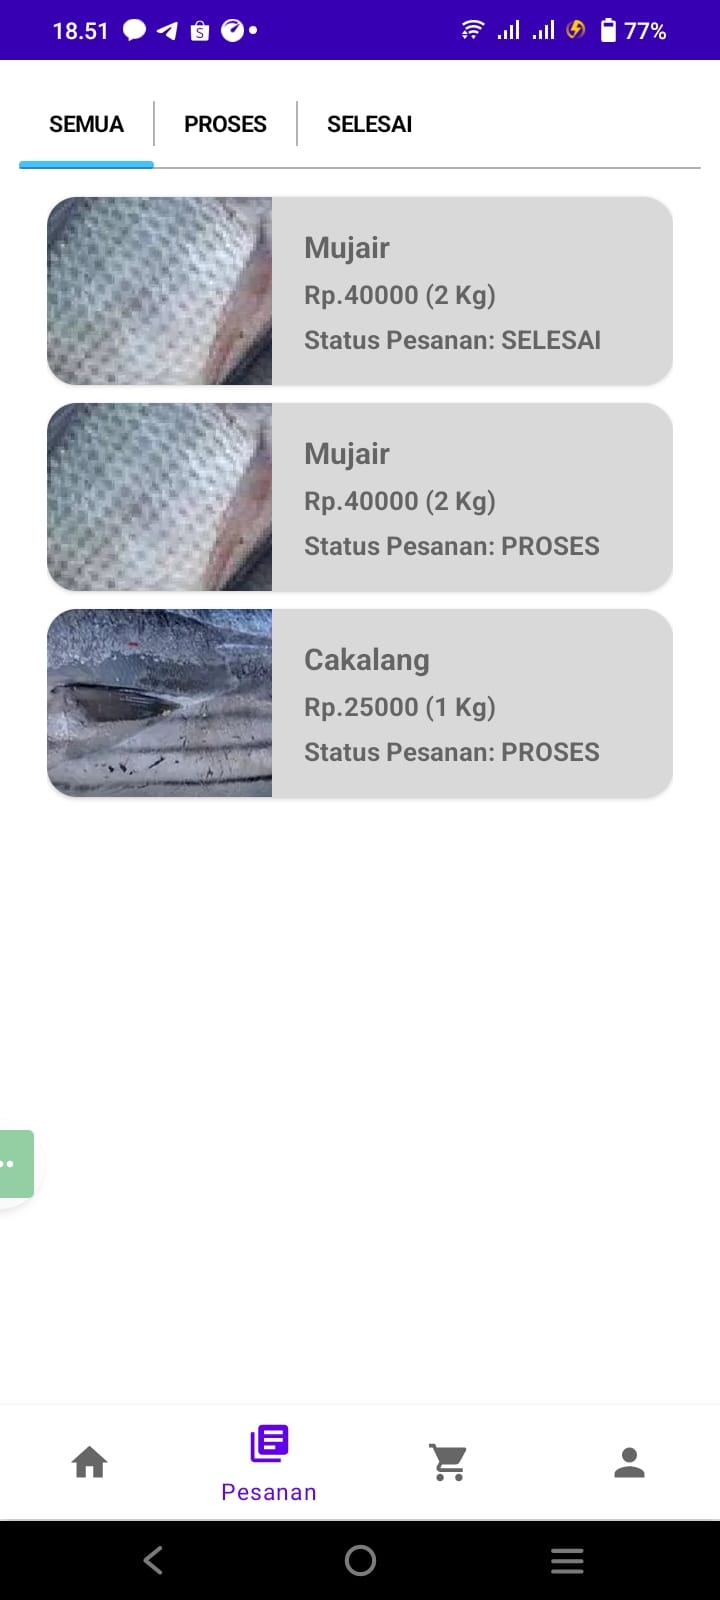 18.51
77%
SEMUA
PROSES
SELESAI
Mujair
Rp.40000 (2 Kg)
Status Pesanan: SELESAI
Mujair
Rp.40000 (2 Kg)
Status Pesanan: PROSES
Cakalang
Rp.25000 (1 Kg)
Status Pesanan: PROSES
Pesanan